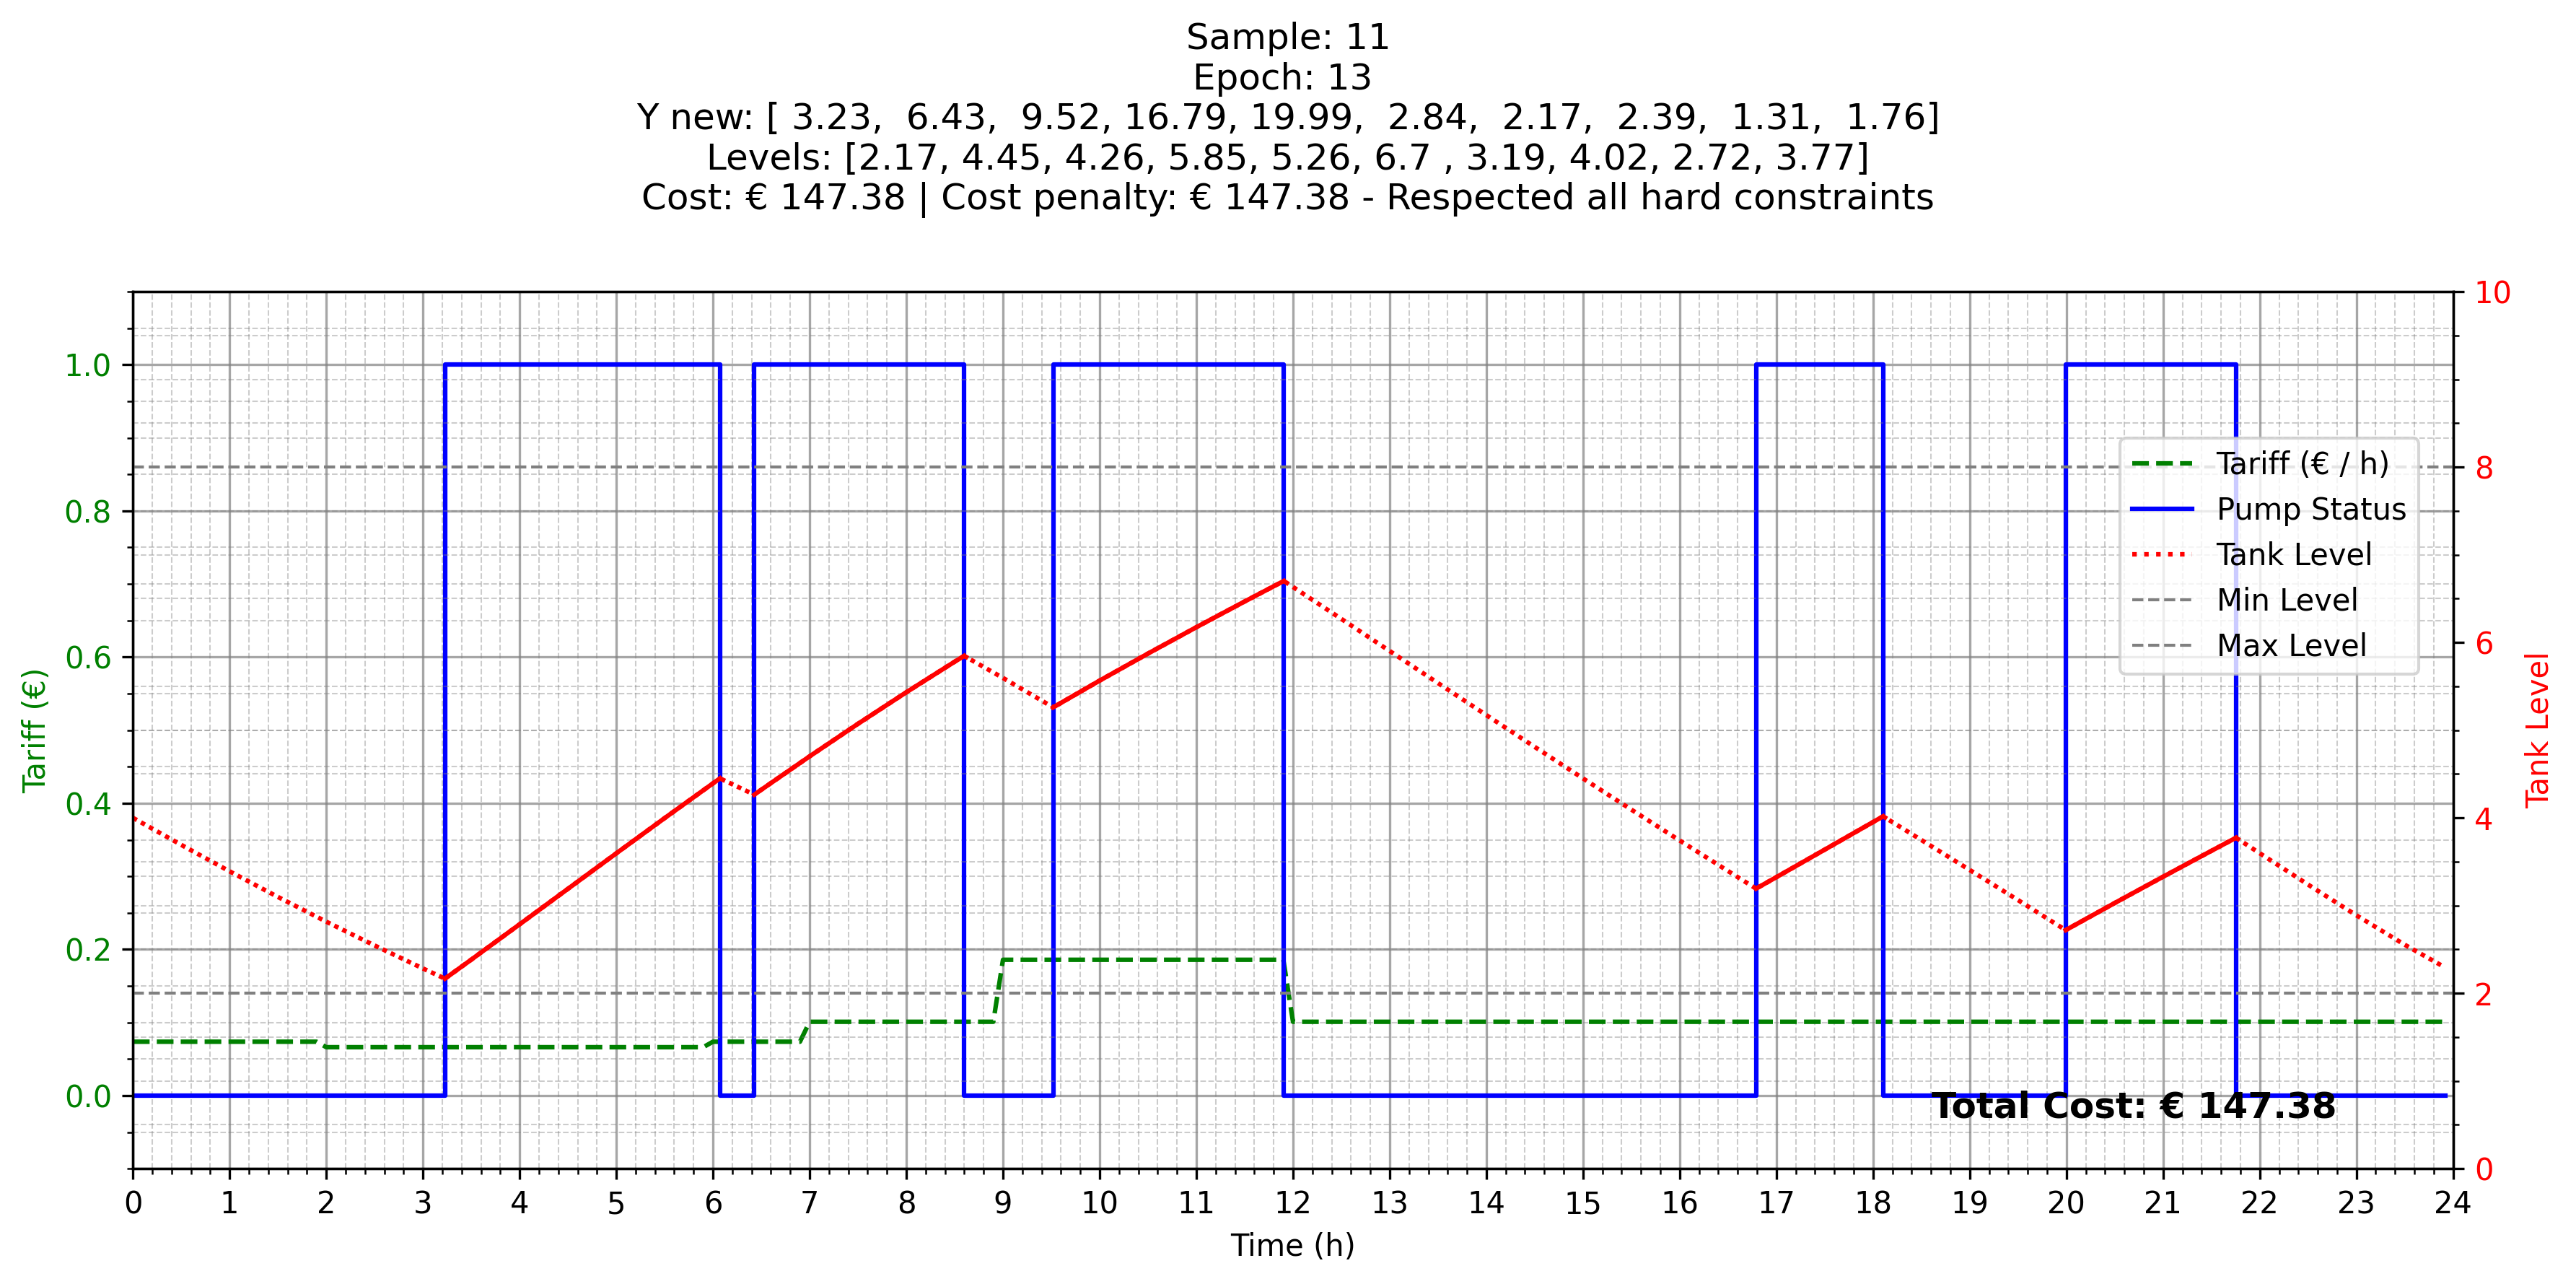 Sample: 11
Epoch: 13
Y new: [ 3.23,  6.43,  9.52, 16.79, 19.99,  2.84,  2.17,  2.39,  1.31,  1.76]
Levels: [2.17, 4.45, 4.26, 5.85, 5.26, 6.7 , 3.19, 4.02, 2.72, 3.77]
Cost: € 147.38 | Cost penalty: € 147.38 - Respected all hard constraints
Tariff (€)
1.0
0.8
0.6
0.4
0.2
0.0
10
8
6
4
2
0
Tank Level
Tariff (€ / h)
Pump Status
Tank Level
Min Level
Max Level
Total Cost: € 147.38
0 1 2 3 4 5 6 7 8 9 10 11 12 13 14 15 16 17 18 19 20 21 22 23 24
Time (h)